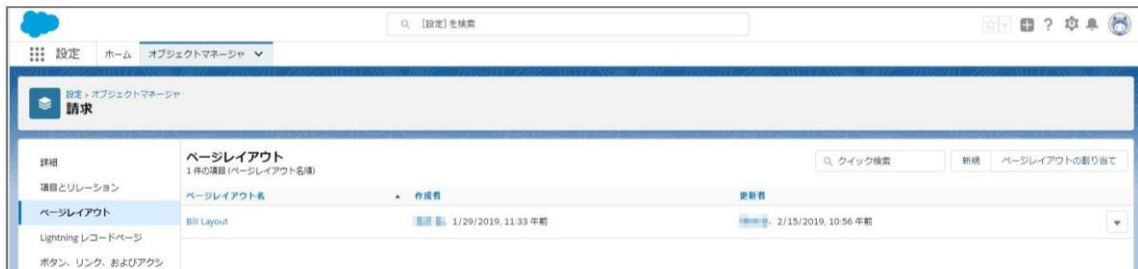 [設定] を検索
設定 ホーム オブジェクトマネージャ
設定 > オブジェクトマネージャ
請求
詳細
項目とリレーション
ページレイアウト
Lightning レコードページ
ボタン、リンク、およびアクシ
ページレイアウト
1 件の項目 (ページレイアウト名順)
クイック検索 新規 ページレイアウトの割り当て
ページレイアウト名 作成者 更新者
Bill Layout 1/29/2019, 11:33 午前 2/15/2019, 10:56 午前